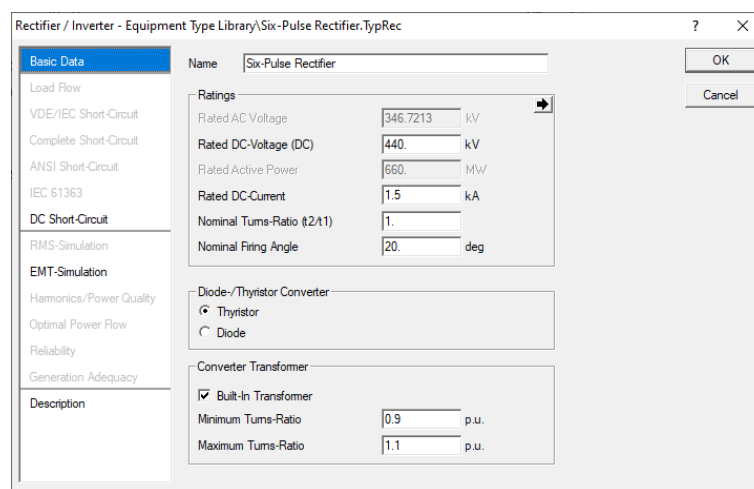 Rectifier / Inverter - Equipment Type Library\Six-Pulse Rectifier.TypRec ? X
Basic Data
Load Flow
VDE/IEC Short-Circuit
Complete Short-Circuit
ANSI Short-Circuit
IEC 61363
DC Short-Circuit
RMS-Simulation
EMT-Simulation
Harmonics/Power Quality
Optimal Power Flow
Reliability
Generation Adequacy
Description
Name Six-Pulse Rectifier
Ratings
Rated AC Voltage 346.7213 kV
Rated DC-Voltage (DC) 440. kV
Rated Active Power 660. MW
Rated DC-Current 1.5 kA
Nominal Turns-Ratio (t2/t1) 1.
Nominal Firing Angle 20. deg
Diode-/Thyristor Converter
Thyristor
Diode
Converter Transformer
Built-In Transformer
Minimum Turns-Ratio 0.9 p.u.
Maximum Turns-Ratio 1.1 p.u.
OK
Cancel